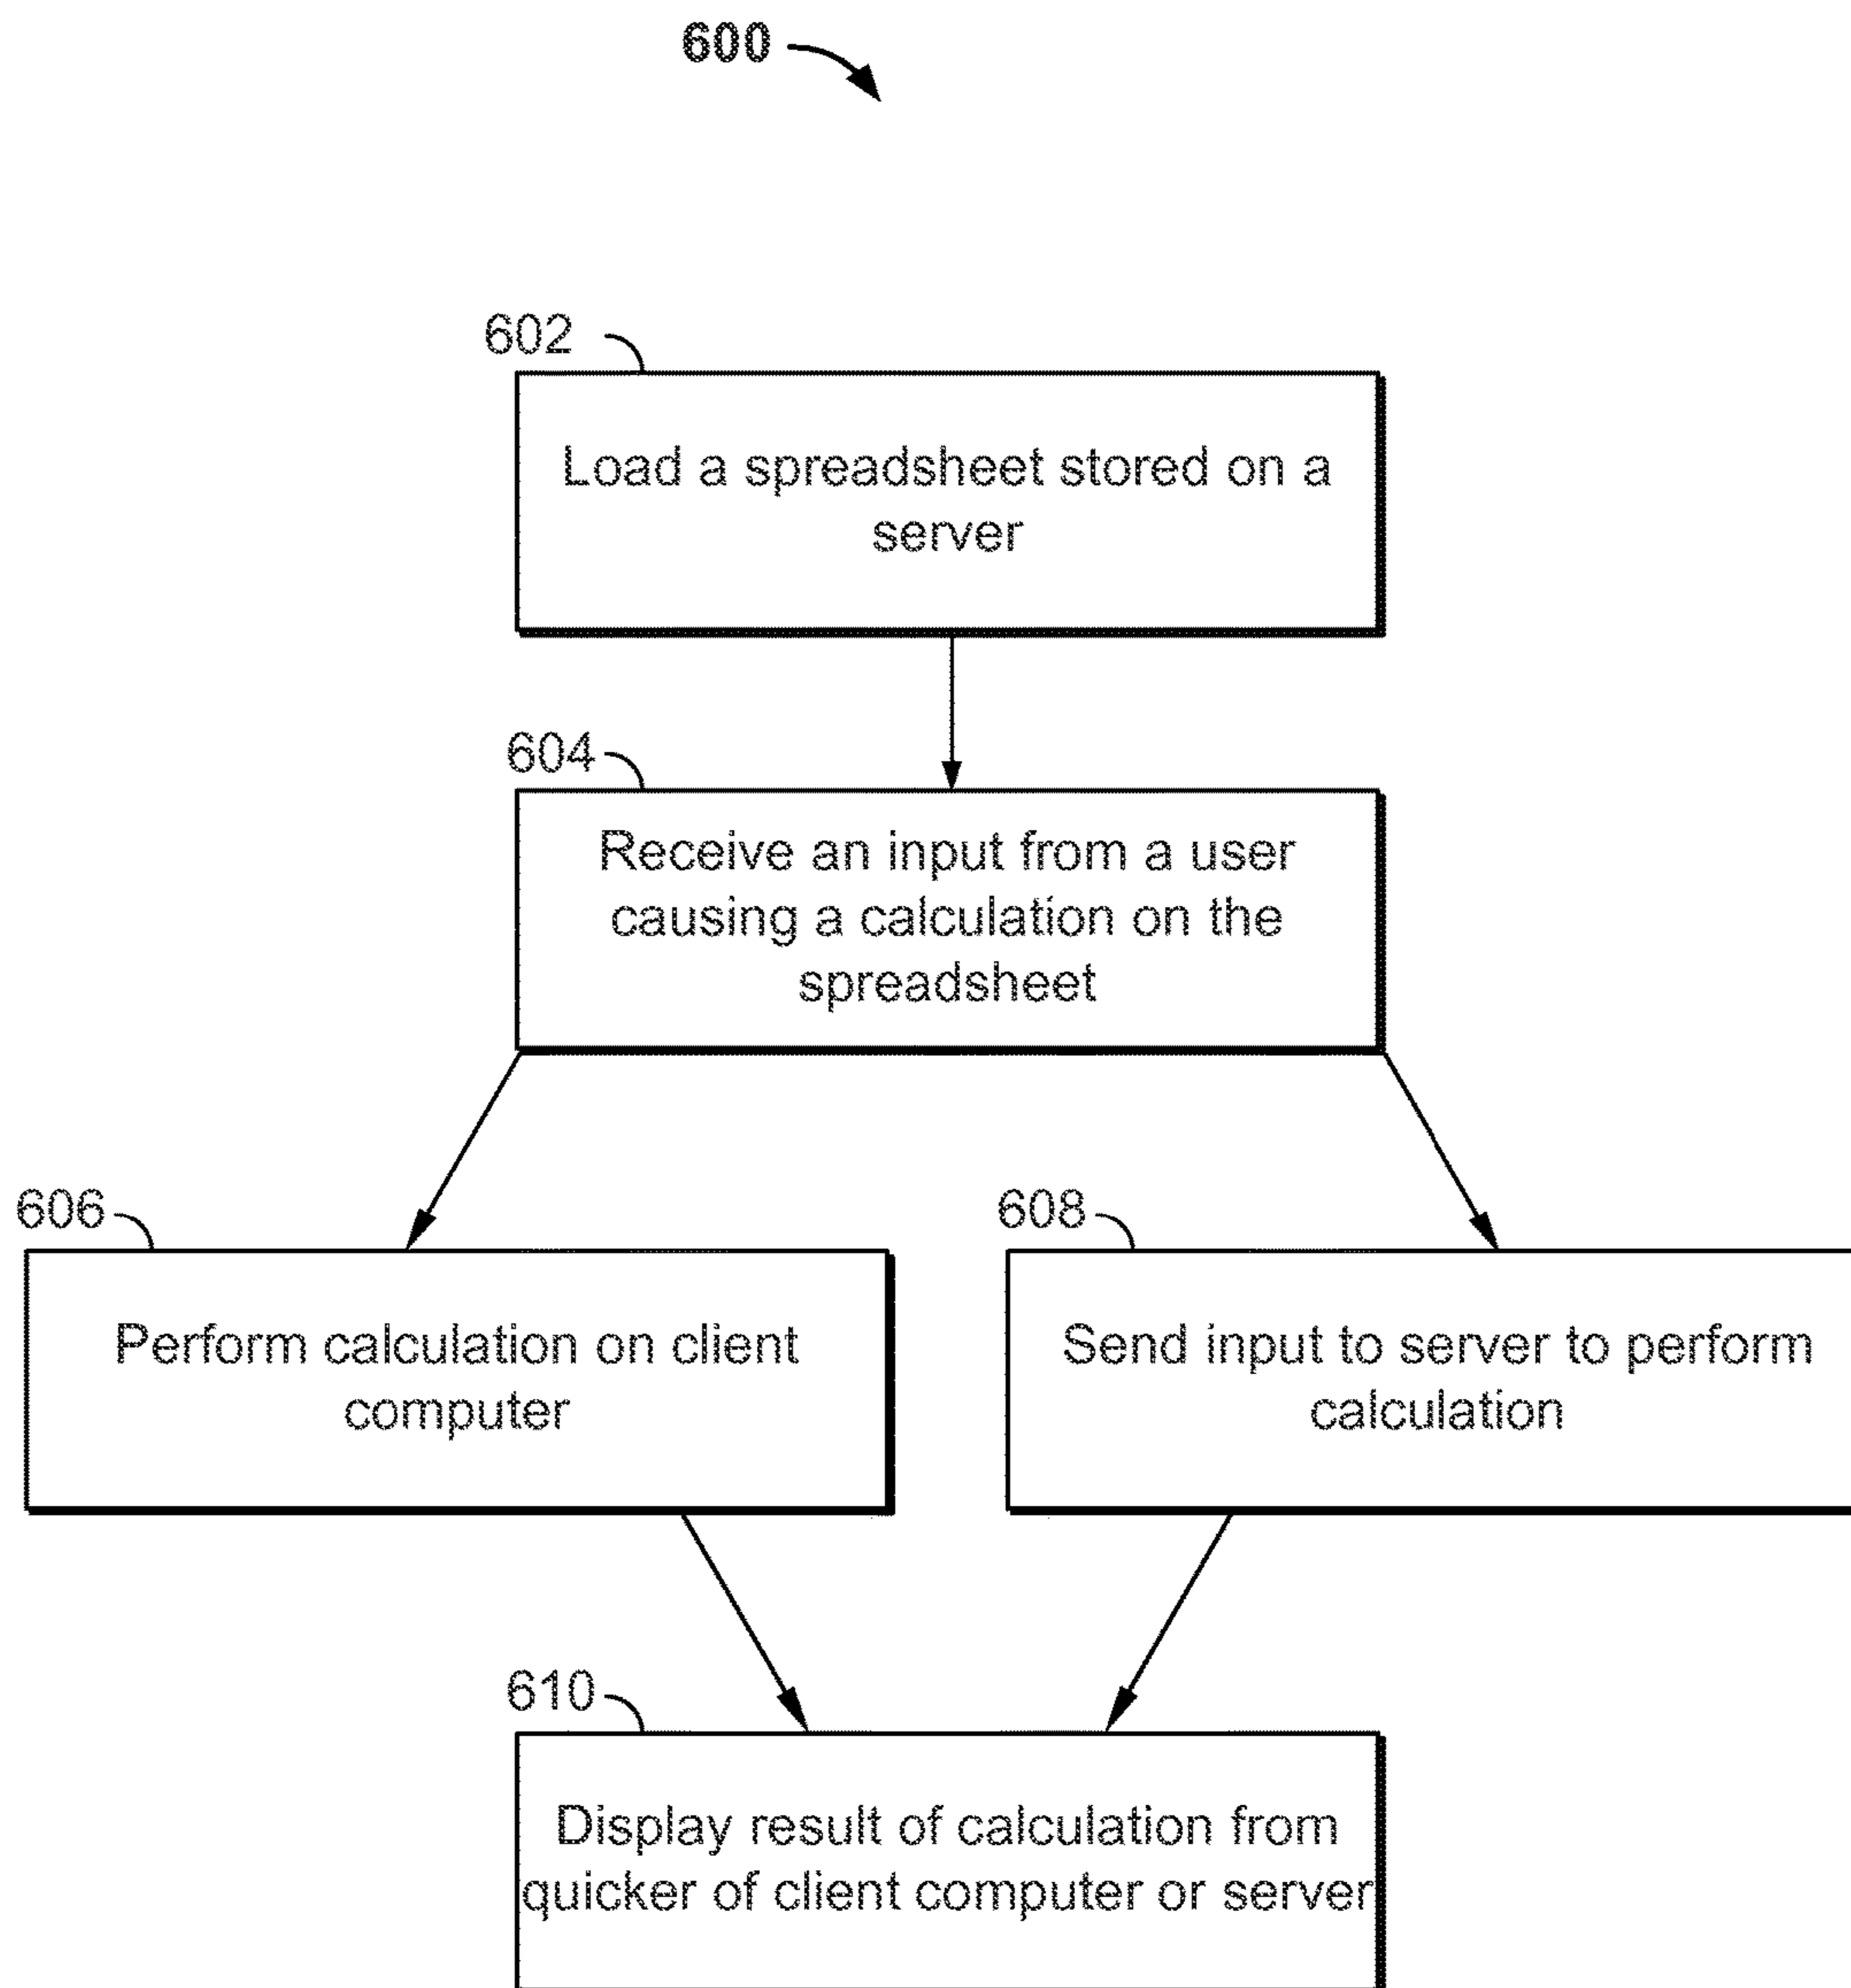 600
602
Load a spreadsheet stored on a
server
604
Receive an input from a user
causing a calculation on the
spreadsheet
606
Perform calculation on client
computer
608
Send input to server to perform
calculation
610
Display result of calculation from
quicker of client computer or server